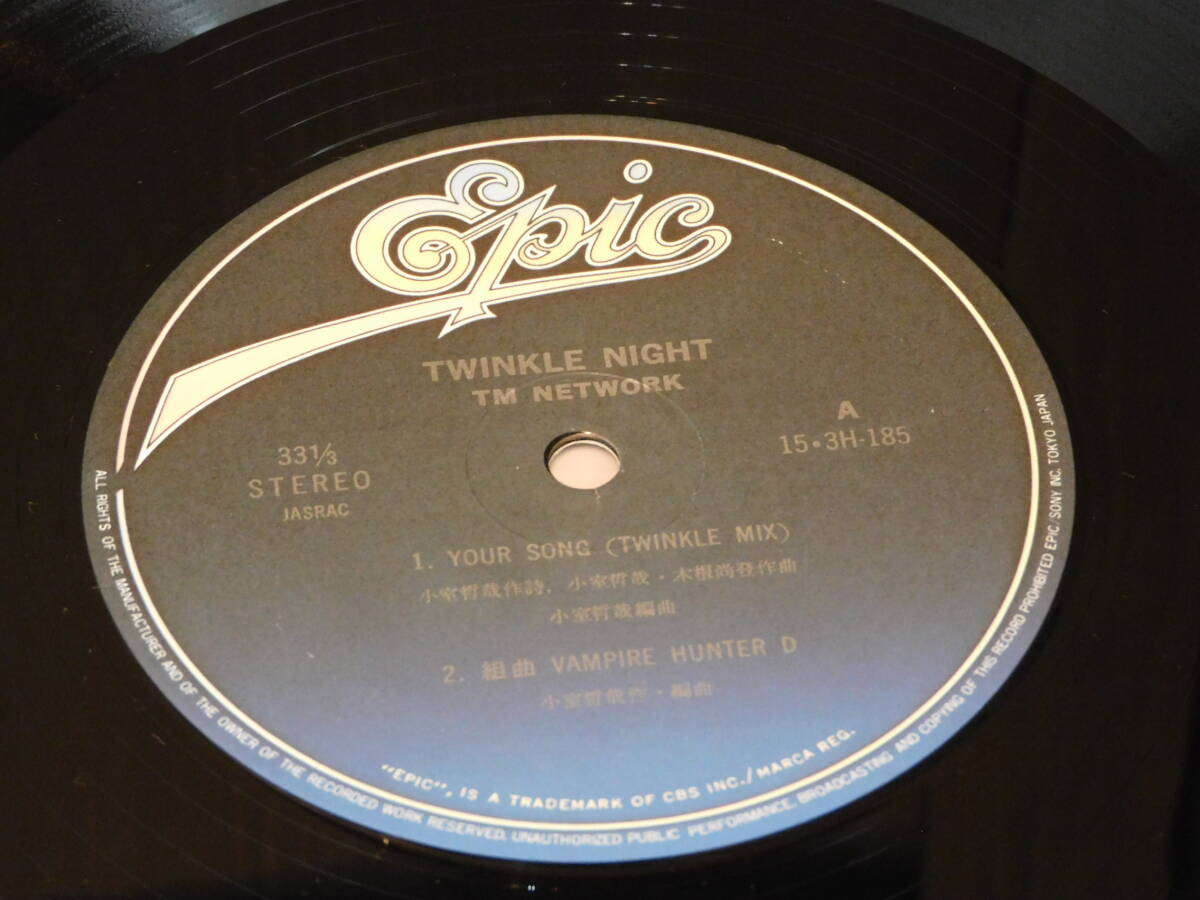 Epic
TWINKLE NIGHT
TM NETWORK
33⅓
STEREO
JASRAC
A
15・3H-185
1. YOUR SONG (TWINKLE MIX)
小室哲哉作詩, 小室哲哉・木根尚登作曲
小室哲哉編曲
2. 組曲 VAMPIRE HUNTER D
小室哲哉作・編曲
"EPIC", IS A TRADEMARK OF CBS INC./MARCA REG.
ALL RIGHTS OF THE MANUFACTURER AND OF THE OWNER OF THE RECORDED WORK RESERVED. UNAUTHORIZED PUBLIC PERFORMANCE, BROADCASTING AND COPYING OF THIS RECORD PROHIBITED EPIC/SONY INC. TOKYO JAPAN